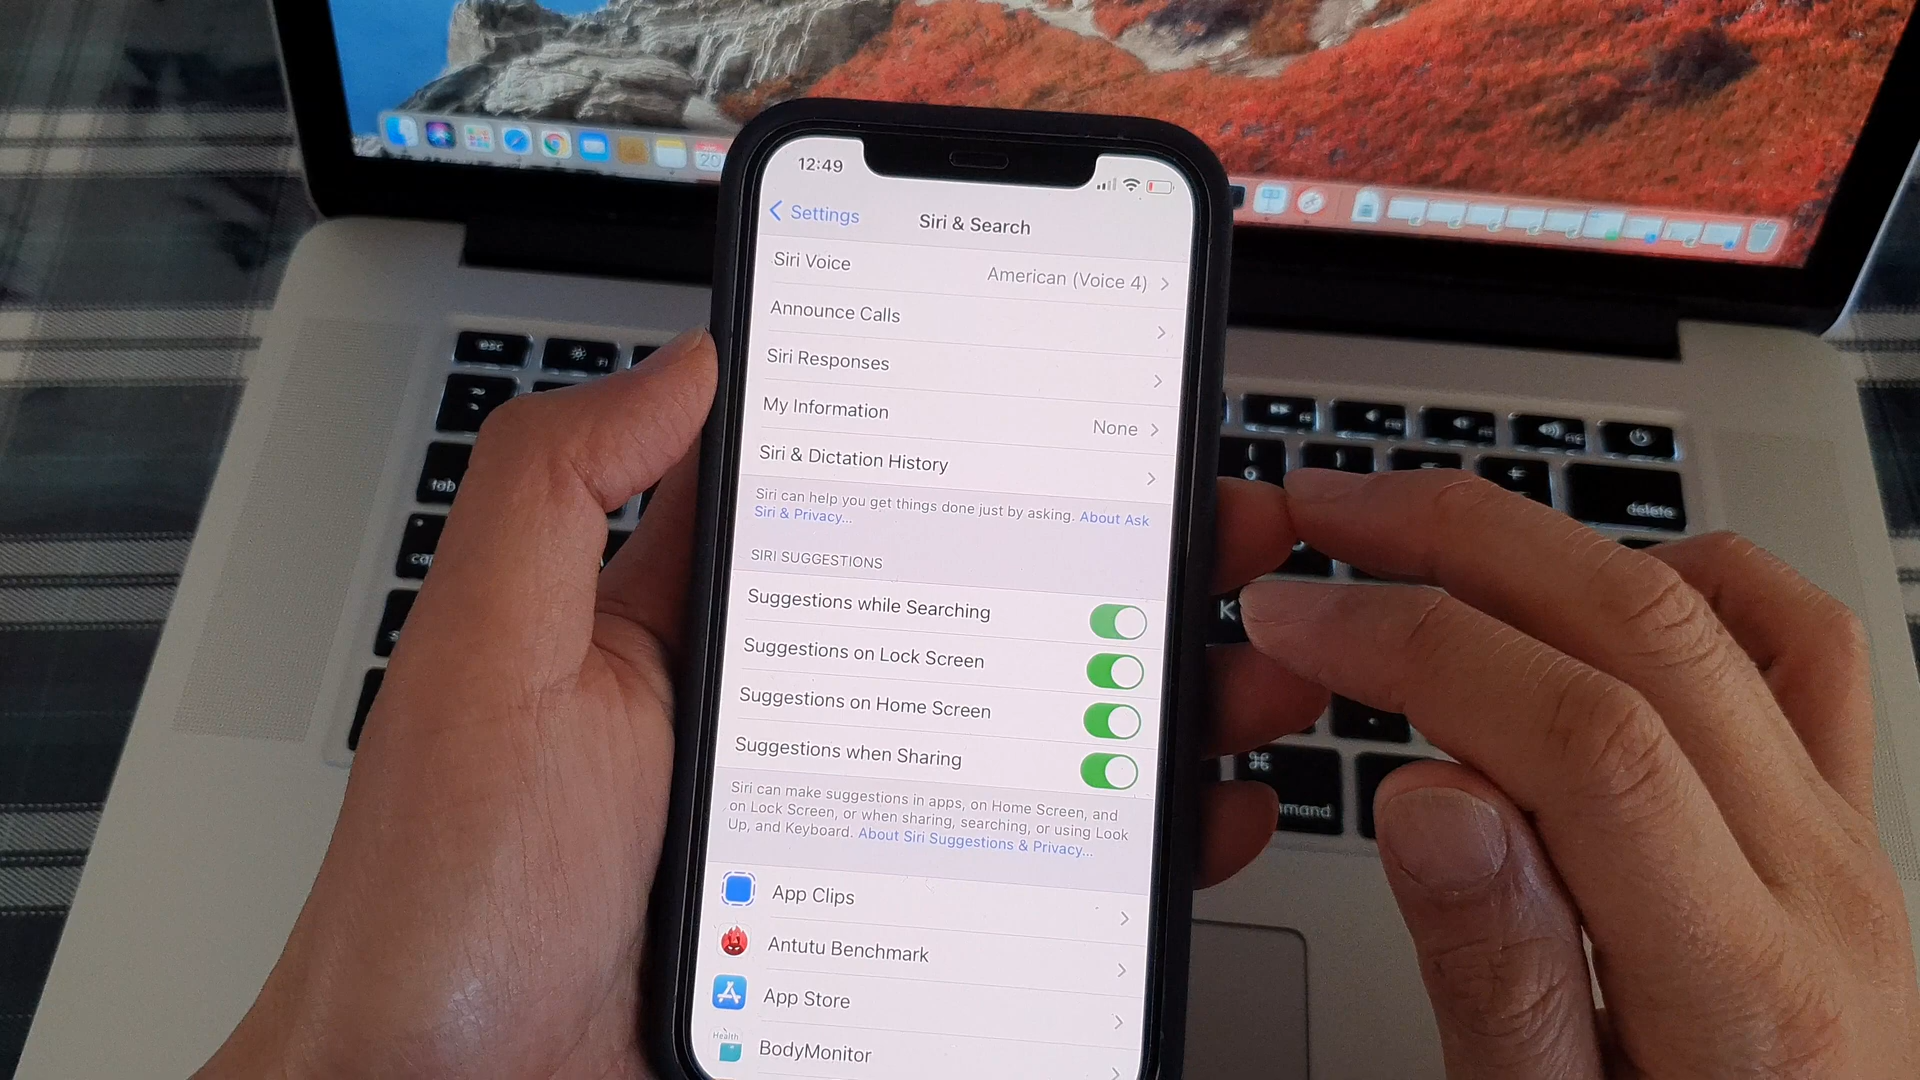 12:49
Settings
Siri & Search
Siri Voice
American (Voice 4)
Announce Calls
Siri Responses
My Information
None
Siri & Dictation History
Siri can help you get things done just by asking. About Ask
Siri & Privacy...
SIRI SUGGESTIONS
Suggestions while Searching
Suggestions on Lock Screen
Suggestions on Home Screen
Suggestions when Sharing
Siri can make suggestions in apps, on Home Screen, and
on Lock Screen, or when sharing, searching, or using Look
Up, and Keyboard. About Siri Suggestions & Privacy...
App Clips
Antutu Benchmark
App Store
Health
BodyMonitor
esc
tab
delete
K
mand